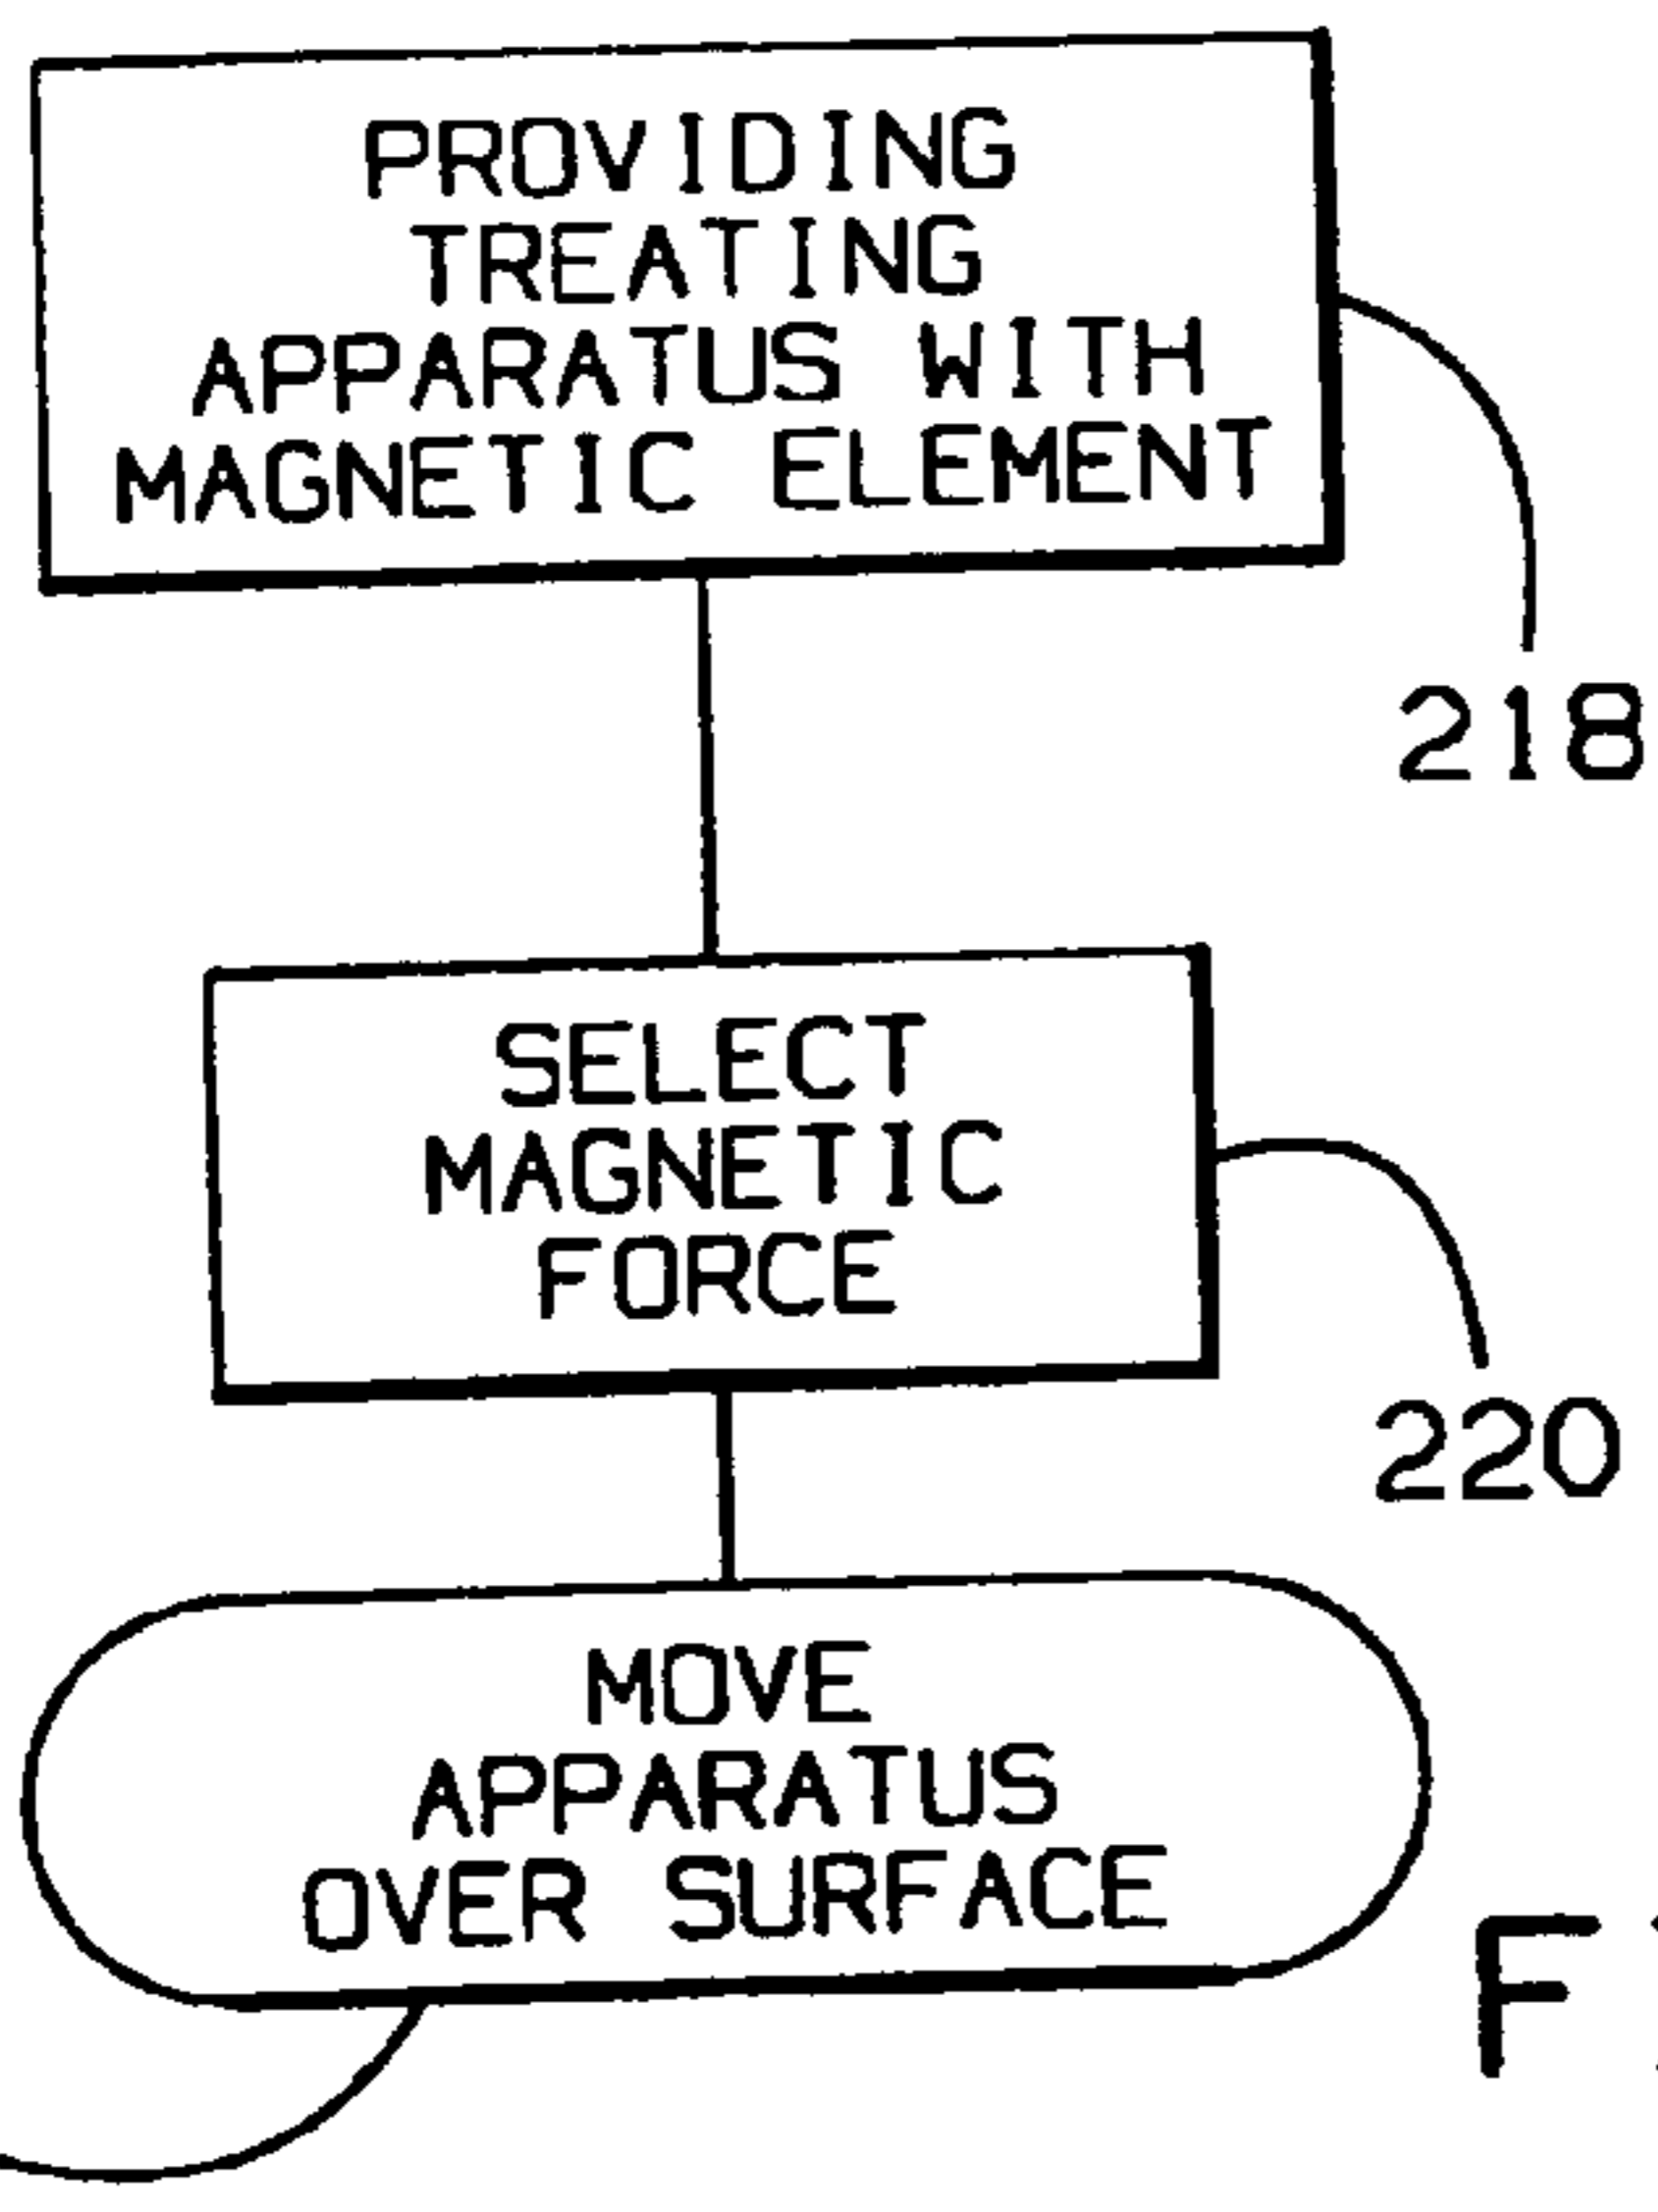 PROVIDING
TREATING
APPARATUS WITH
MAGNETIC ELEMENT
218
SELECT
MAGNETIC
FORCE
220
MOVE
APPARATUS
OVER SURFACE